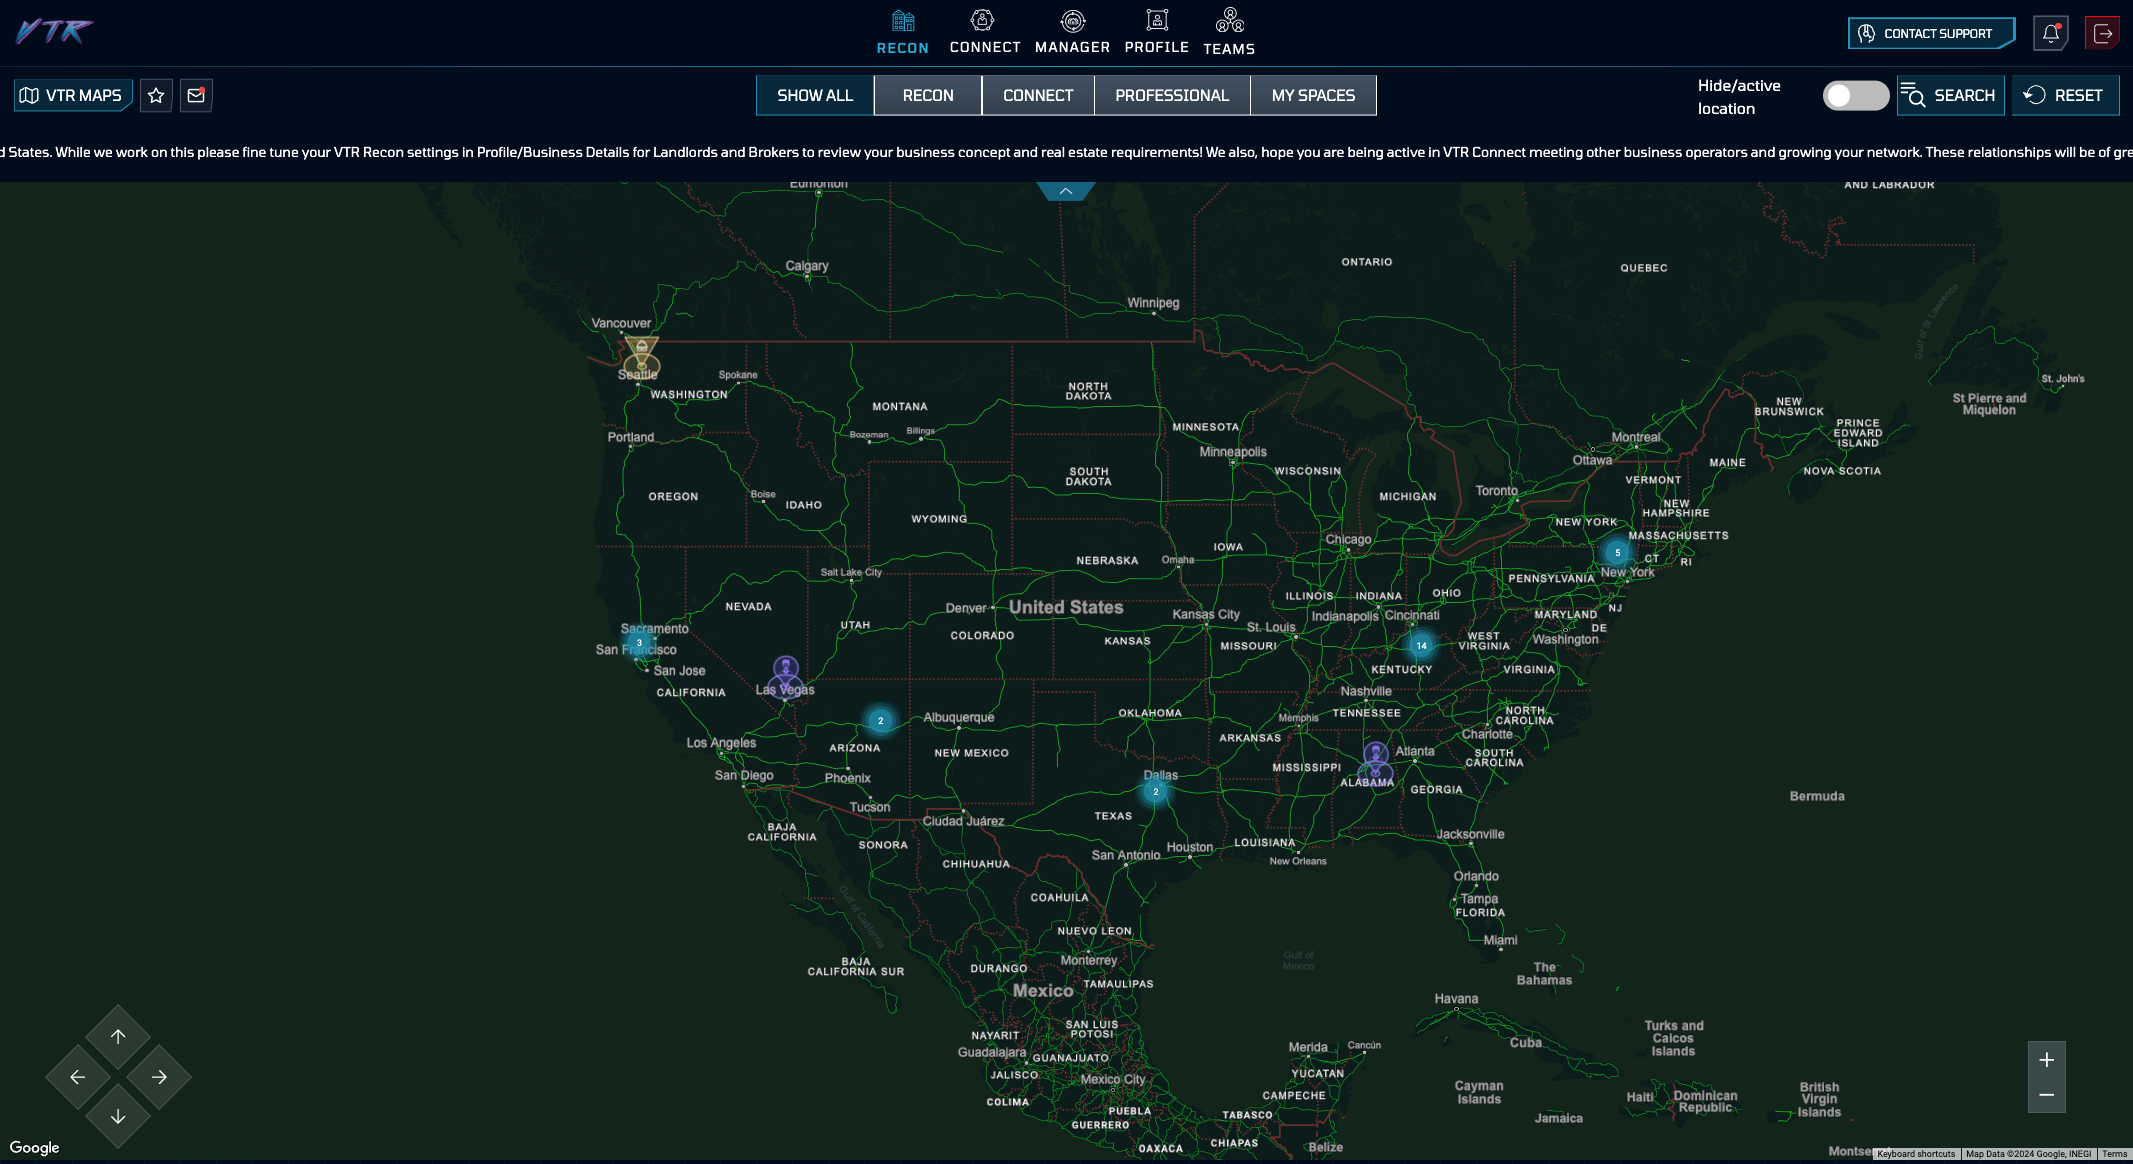 VTR
RECON
CONNECT
MANAGER
PROFILE
TEAMS
CONTACT SUPPORT
VTR MAPS
SHOW ALL
RECON
CONNECT
PROFESSIONAL
MY SPACES
Hide/active
location
SEARCH
RESET
d States. While we work on this please fine tune your VTR Recon settings in Profile/Business Details for Landlords and Brokers to review your business concept and real estate requirements! We also, hope you are being active in VTR Connect meeting other business operators and growing your network. These relationships will be of gre
Edmonton
AND LABRADOR
Calgary
ONTARIO
QUEBEC
Winnipeg
Gulf of St. Lawrence
Vancouver
Seattle
Spokane
WASHINGTON
St. John's
NORTH
DAKOTA
MONTANA
St Pierre and
Miquelon
NEW
BRUNSWICK
PRINCE
EDWARD
ISLAND
Bozeman
Billings
MINNESOTA
Portland
Montreal
Minneapolis
Ottawa
MAINE
NOVA SCOTIA
WISCONSIN
SOUTH
DAKOTA
VERMONT
Toronto
MICHIGAN
OREGON
Boise
IDAHO
NEW
HAMPSHIRE
WYOMING
NEW YORK
MASSACHUSETTS
Chicago
IOWA
5
CT
RI
NEBRASKA
Omaha
Salt Lake City
New York
PENNSYLVANIA
NEVADA
Denver
United States
ILLINOIS
INDIANA
OHIO
NJ
Kansas City
Indianapolis
Cincinnati
MARYLAND
DE
UTAH
COLORADO
St. Louis
Sacramento
3
San Francisco
KANSAS
MISSOURI
14
WEST
VIRGINIA
Washington
San Jose
KENTUCKY
VIRGINIA
CALIFORNIA
Las Vegas
Nashville
2
Albuquerque
OKLAHOMA
Memphis
TENNESSEE
NORTH
CAROLINA
Los Angeles
ARIZONA
NEW MEXICO
ARKANSAS
Charlotte
Atlanta
SOUTH
CAROLINA
San Diego
Phoenix
Dallas
2
MISSISSIPPI
ALABAMA
GEORGIA
Bermuda
Tucson
Ciudad Juárez
TEXAS
BAJA
CALIFORNIA
SONORA
Jacksonville
San Antonio
Houston
LOUISIANA
New Orleans
CHIHUAHUA
Orlando
Tampa
FLORIDA
COAHUILA
Gulf of California
NUEVO LEON
Miami
Monterrey
Gulf of
Mexico
BAJA
CALIFORNIA SUR
DURANGO
The
Bahamas
TAMAULIPAS
Mexico
Havana
SAN LUIS
POTOSI
Turks and
Caicos
Islands
NAYARIT
Cuba
Guadalajara
GUANAJUATO
Merida
Cancún
JALISCO
Mexico City
YUCATAN
COLIMA
CAMPECHE
Cayman
Islands
Haiti
Dominican
Republic
British
Virgin
Islands
PUEBLA
TABASCO
GUERRERO
Jamaica
OAXACA
CHIAPAS
Belize
Google
Montser
Keyboard shortcuts
Map Data ©2024 Google, INEGI
Terms